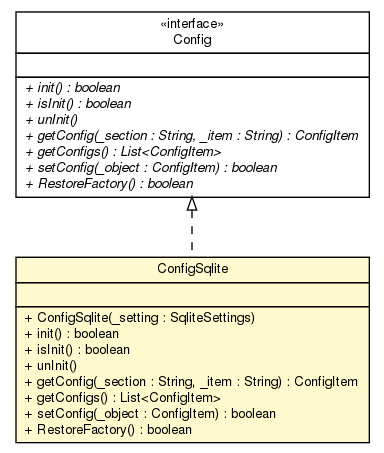 «interface»
Config
+ init() : boolean
+ isInit() : boolean
+ unInit()
+ getConfig(_section : String, _item : String) : ConfigItem
+ getConfigs() : List<ConfigItem>
+ setConfig(_object : ConfigItem) : boolean
+ RestoreFactory() : boolean
ConfigSqlite
+ ConfigSqlite(_setting : SqliteSettings)
+ init() : boolean
+ isInit() : boolean
+ unInit()
+ getConfig(_section : String, _item : String) : ConfigItem
+ getConfigs() : List<ConfigItem>
+ setConfig(_object : ConfigItem) : boolean
+ RestoreFactory() : boolean